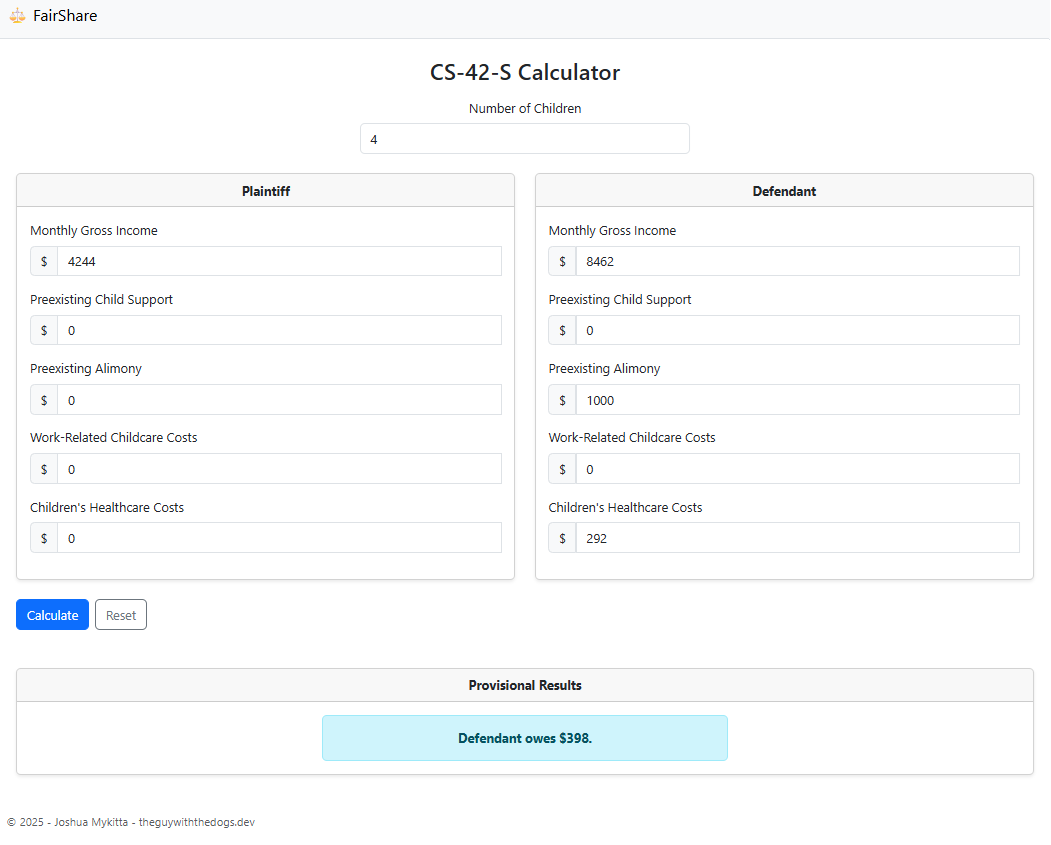 FairShare
CS-42-S Calculator
Number of Children
4
Plaintiff
Monthly Gross Income
$ 4244
Preexisting Child Support
$ 0
Preexisting Alimony
$ 0
Work-Related Childcare Costs
$ 0
Children's Healthcare Costs
$ 0
Defendant
Monthly Gross Income
$ 8462
Preexisting Child Support
$ 0
Preexisting Alimony
$ 1000
Work-Related Childcare Costs
$ 0
Children's Healthcare Costs
$ 292
Calculate Reset
Provisional Results
Defendant owes $398.
© 2025 - Joshua Mykitta - theguywiththedogs.dev